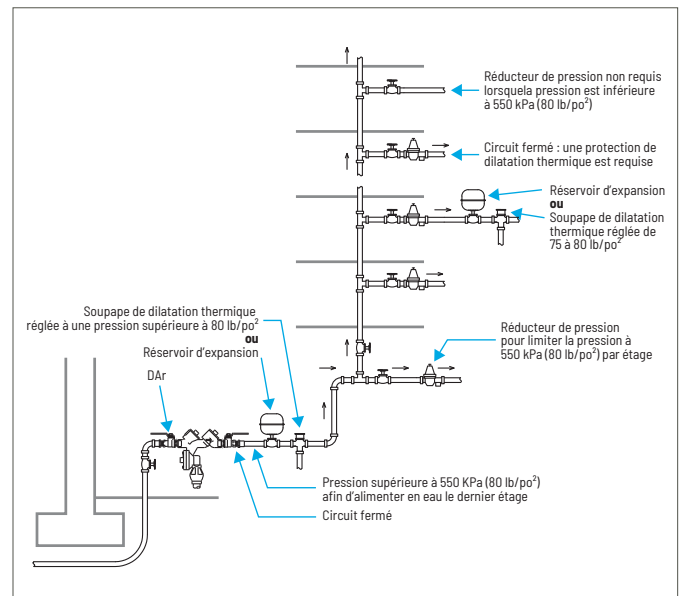 Réducteur de pression non requis
lorsquela pression est inférieure
à 550 kPa (80 lb/po²)
Circuit fermé : une protection de
dilatation thermique est requise
Réservoir d'expansion
ou
Soupape de dilatation
thermique réglée de
75 à 80 lb/po²
Soupape de dilatation thermique
réglée à une pression supérieure à 80 lb/po²
ou
Réservoir d'expansion
Réducteur de pression
pour limiter la pression à
550 kPa (80 lb/po²) par étage
DAr
Pression supérieure à 550 KPa (80 lb/po²)
afin d'alimenter en eau le dernier étage
Circuit fermé